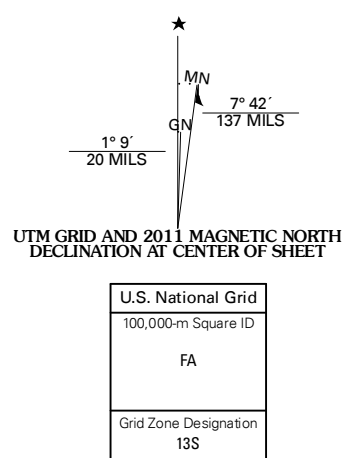 MN
7° 42´
137 MILS
GN
1° 9´
20 MILS
UTM GRID AND 2011 MAGNETIC NORTH
DECLINATION AT CENTER OF SHEET
U.S. National Grid
100,000-m Square ID
FA
Grid Zone Designation
13S